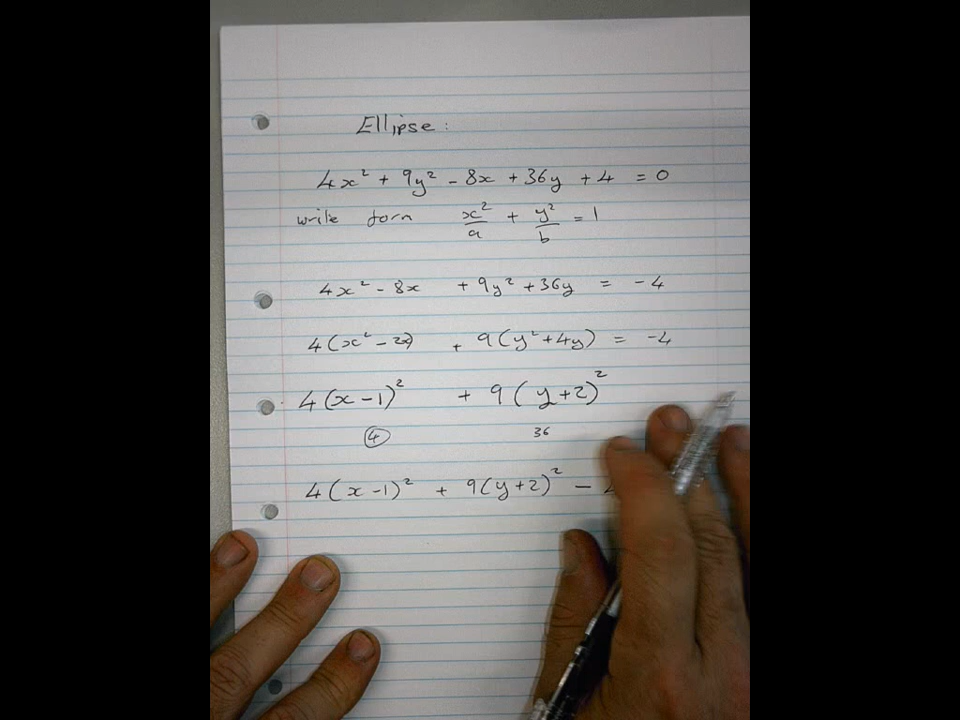 Ellipse:
4x² + 9y² - 8x + 36y + 4 = 0
write form x²/a + y²/b = 1
4x² - 8x + 9y² + 36y = -4
4(x² - 2x) + 9(y² + 4y) = -4
4(x - 1)² + 9(y + 2)²
4 36
4(x - 1)² + 9(y + 2)² -